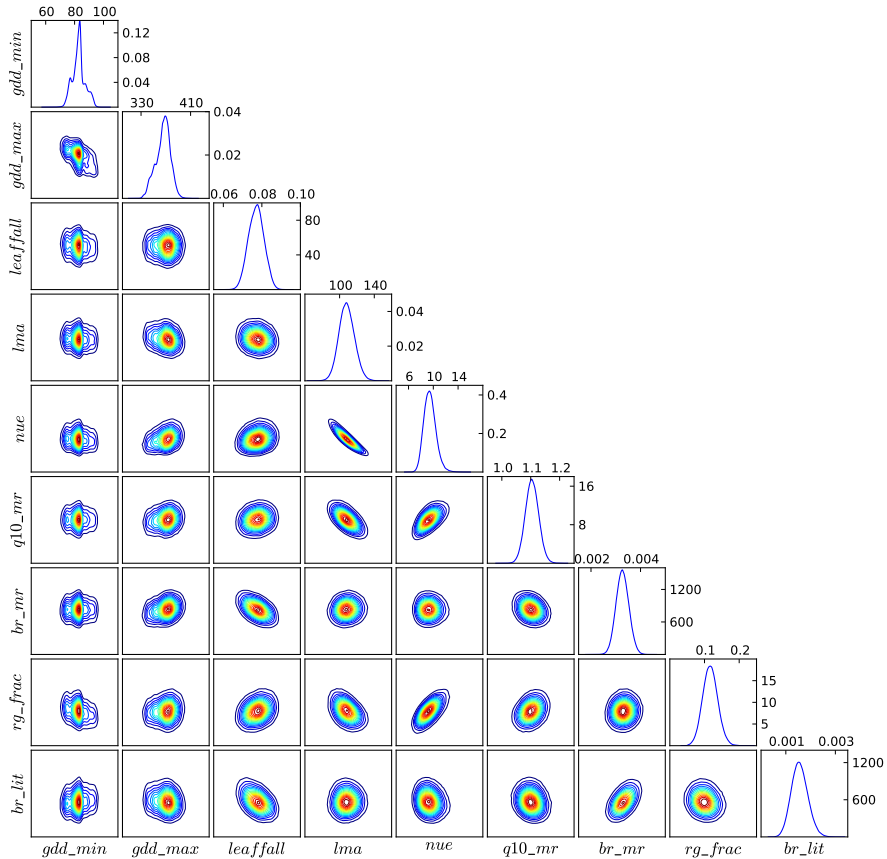 60 80 100
gdd_min
0.12
0.08
0.04
330 410
gdd_max
0.04
0.02
0.06 0.08 0.10
leaffall
80
40
100 140
lma
0.04
0.02
6 10 14
nue
0.4
0.2
1.0 1.1 1.2
q10_mr
16
8
0.002 0.004
br_mr
1200
600
0.1 0.2
rg_frac
15
10
5
0.001 0.003
br_lit
1200
600
gdd_min gdd_max leaffall lma nue q10_mr br_mr rg_frac br_lit